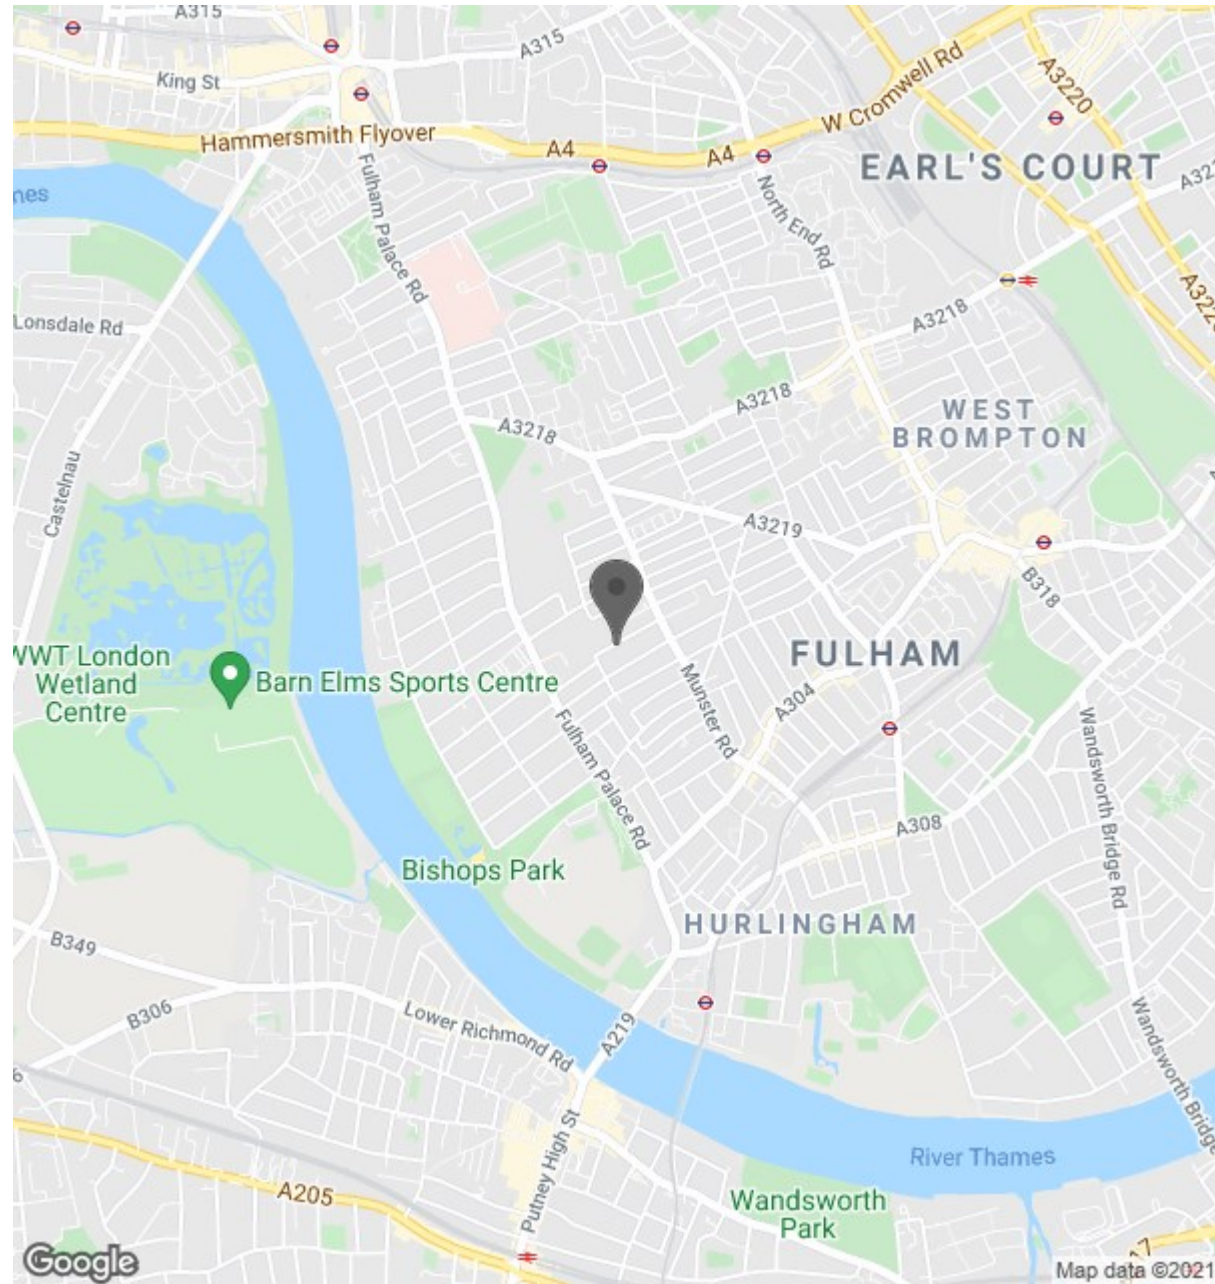 A315
A315
King St
W Cromwell Rd
A3220
Hammersmith Flyover
A4
A4
EARL'S COURT
Fulham Palace Rd
North End Rd
Lonsdale Rd
A3218
A3218
A3218
WEST
BROMPTON
Castelnau
A3219
B318
WWT London
Wetland
Centre
Barn Elms Sports Centre
FULHAM
Munster Rd
A304
Fulham Palace Rd
Wandsworth Bridge Rd
A308
Bishops Park
HURLINGHAM
B349
B306
Lower Richmond Rd
A219
Wandsworth Bridge
River Thames
Putney High St
A205
Wandsworth
Park
Google
Map data ©2021